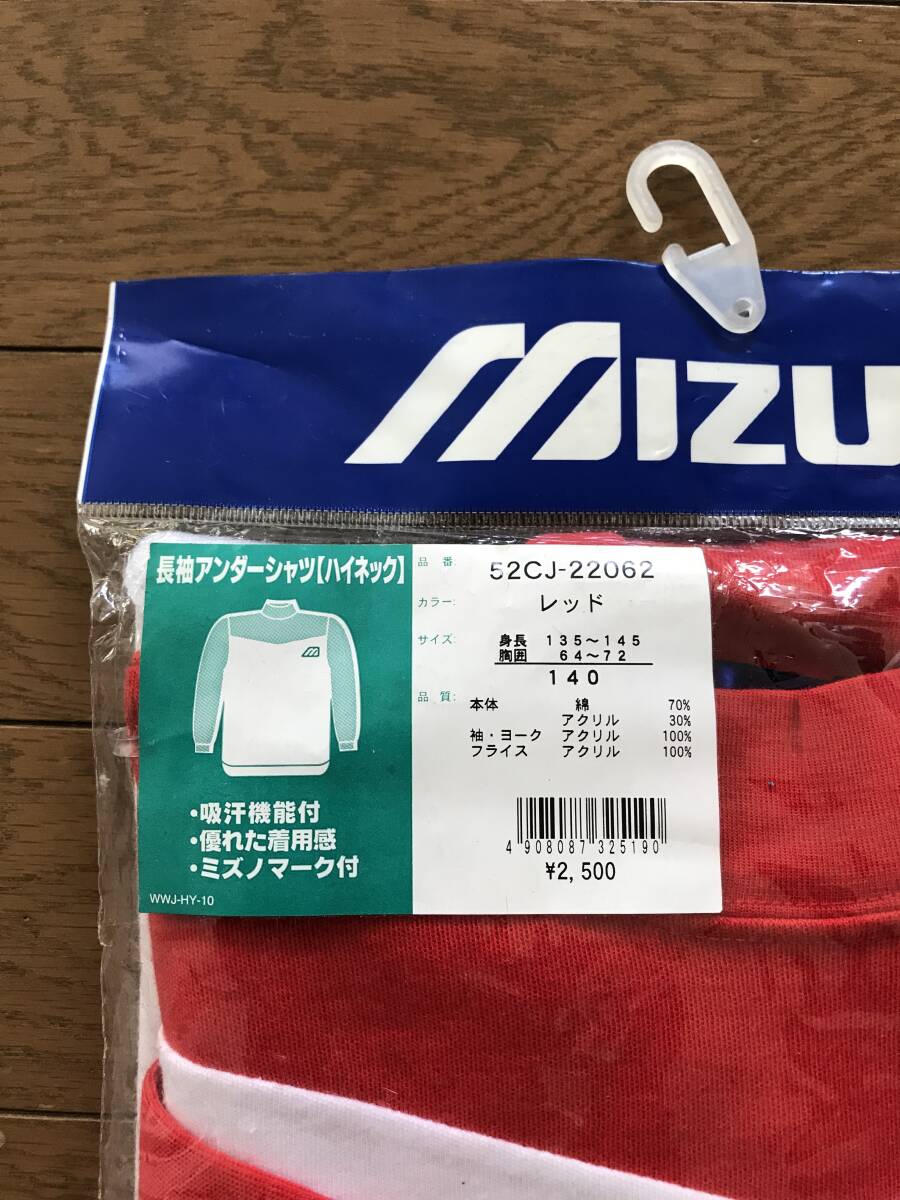 MIZU
長袖アンダーシャツ【ハイネック】
・吸汗機能付
・優れた着用感
・ミズノマーク付
WWJ-HY-10
品番: 52CJ-22062
カラー: レッド
サイズ: 身長 135～145
胸囲 64～72
140
品質: 本体 綿 70%
アクリル 30%
袖・ヨーク アクリル 100%
フライス アクリル 100%
4 908087 325190
¥2,500